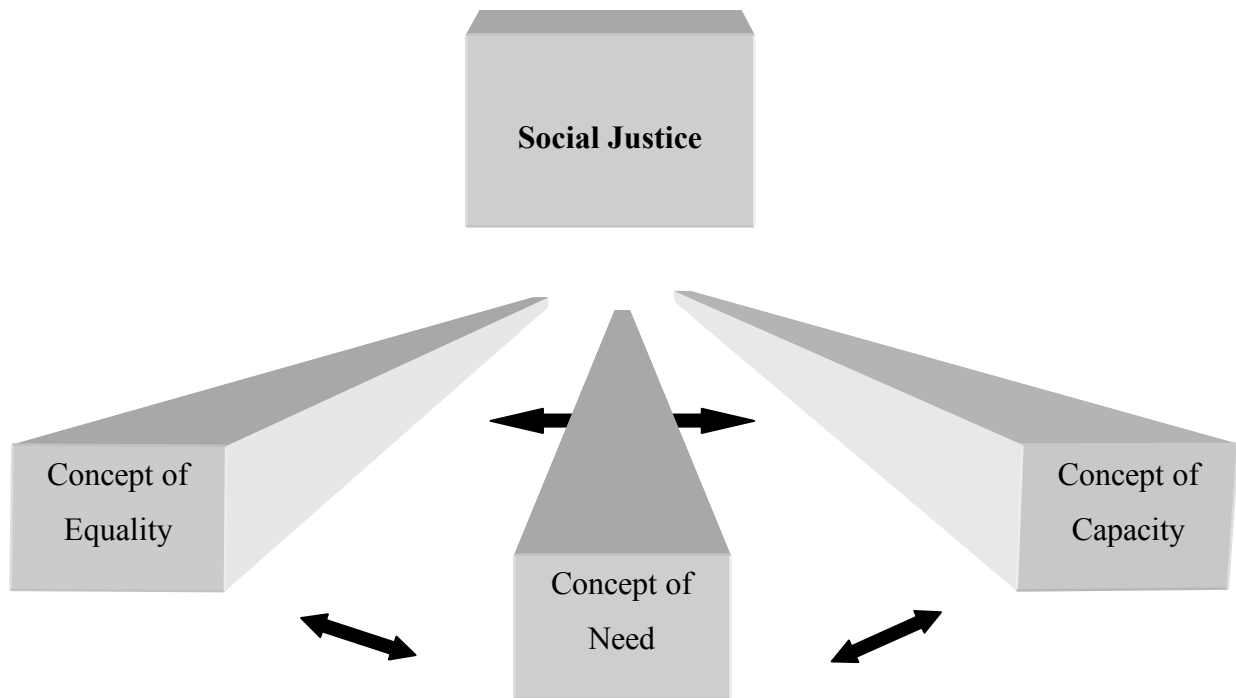 Social Justice
Concept of
Equality
Concept of
Capacity
Concept of
Need